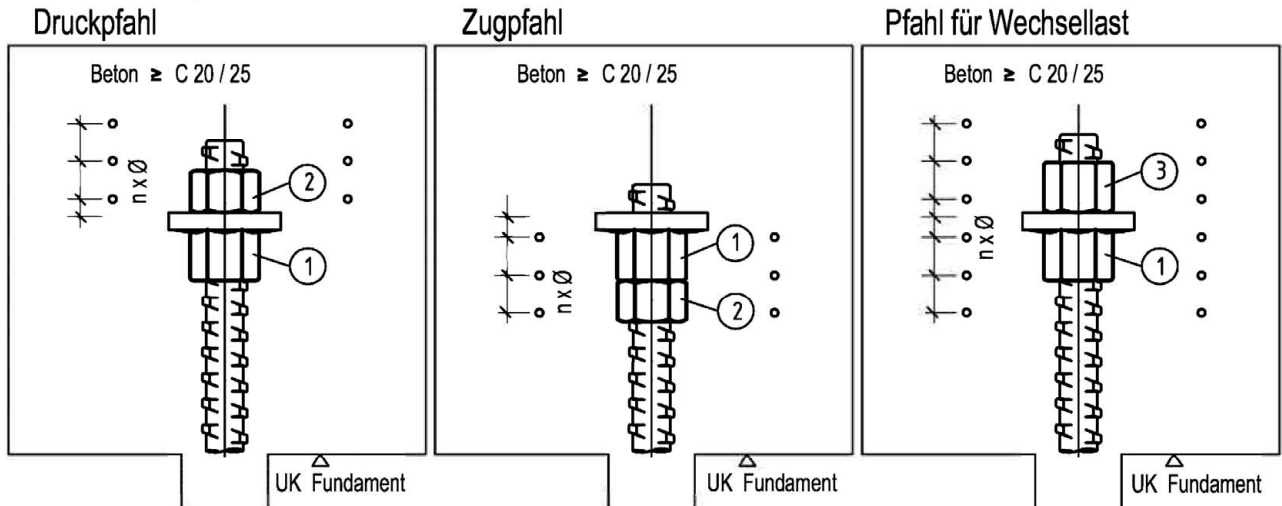 Druckpfahl
Beton ≥ C 20 / 25
n x Ø
2
1
UK Fundament
Zugpfahl
Beton ≥ C 20 / 25
n x Ø
1
2
UK Fundament
Pfahl für Wechsellast
Beton ≥ C 20 / 25
n x Ø
3
1
UK Fundament